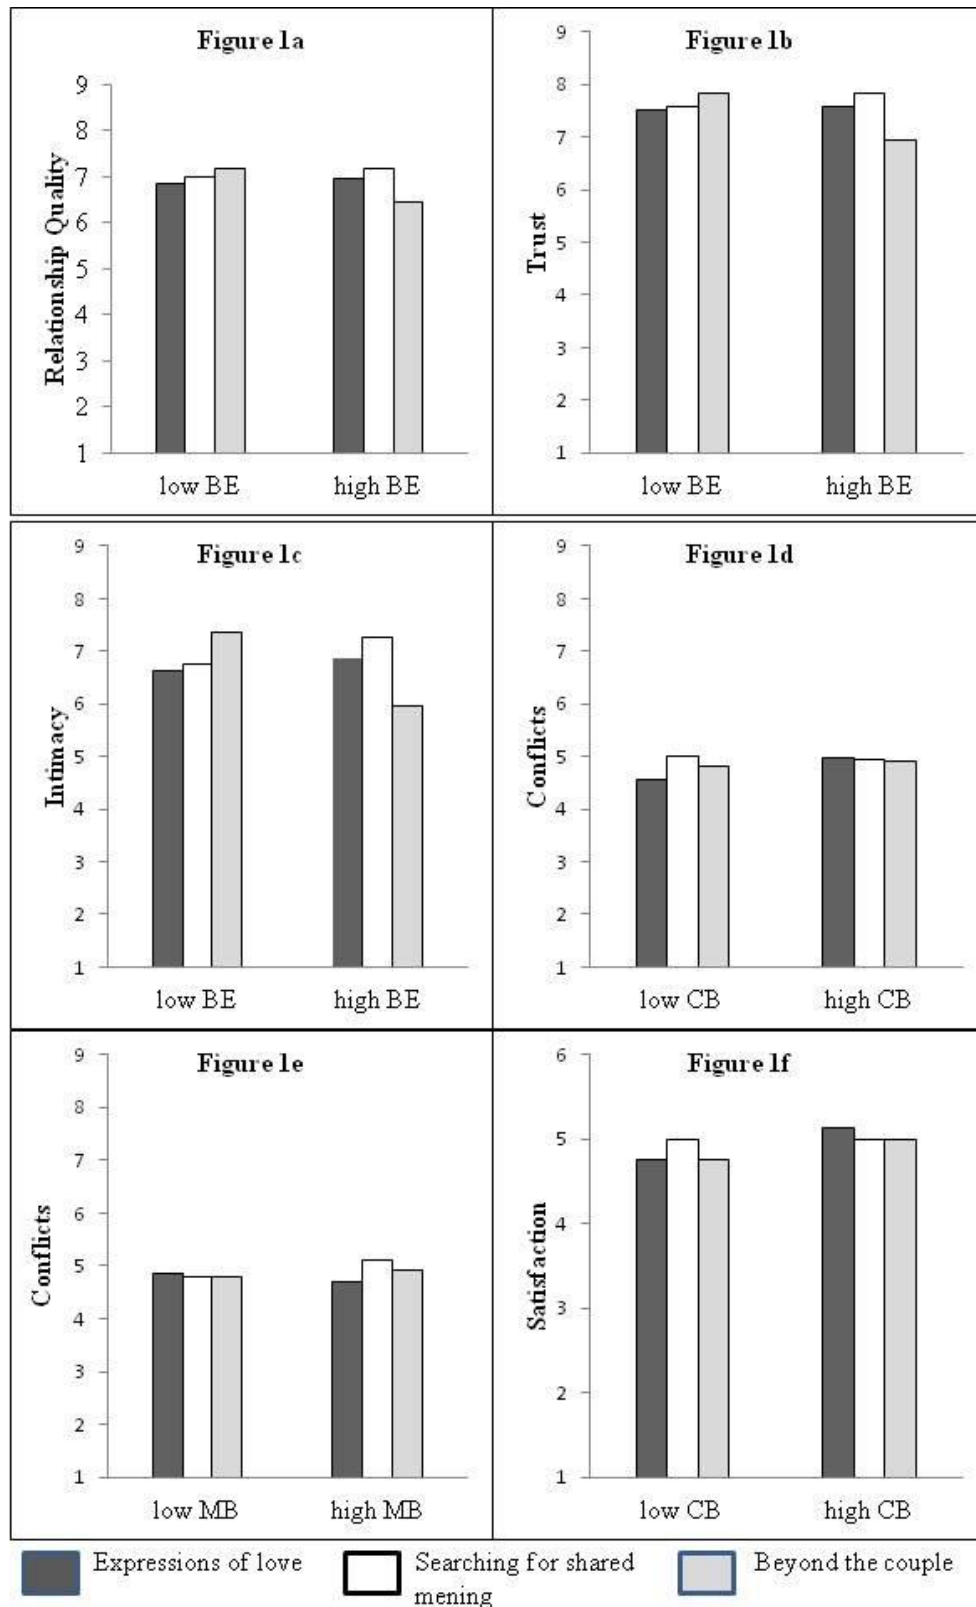 Figure 1a
9
8
7
6
5
4
3
2
1
Relationship Quality
low BE
high BE
Figure 1b
9
8
7
6
5
4
3
2
1
Trust
low BE
high BE
Figure 1c
9
8
7
6
5
4
3
2
1
Intimacy
low BE
high BE
Figure 1d
9
8
7
6
5
4
3
2
1
Conflicts
low CB
high CB
Figure 1e
9
8
7
6
5
4
3
2
1
Conflicts
low MB
high MB
Figure 1f
6
5
4
3
2
1
Satisfaction
low CB
high CB
Expressions of love
Searching for shared
mening
Beyond the couple